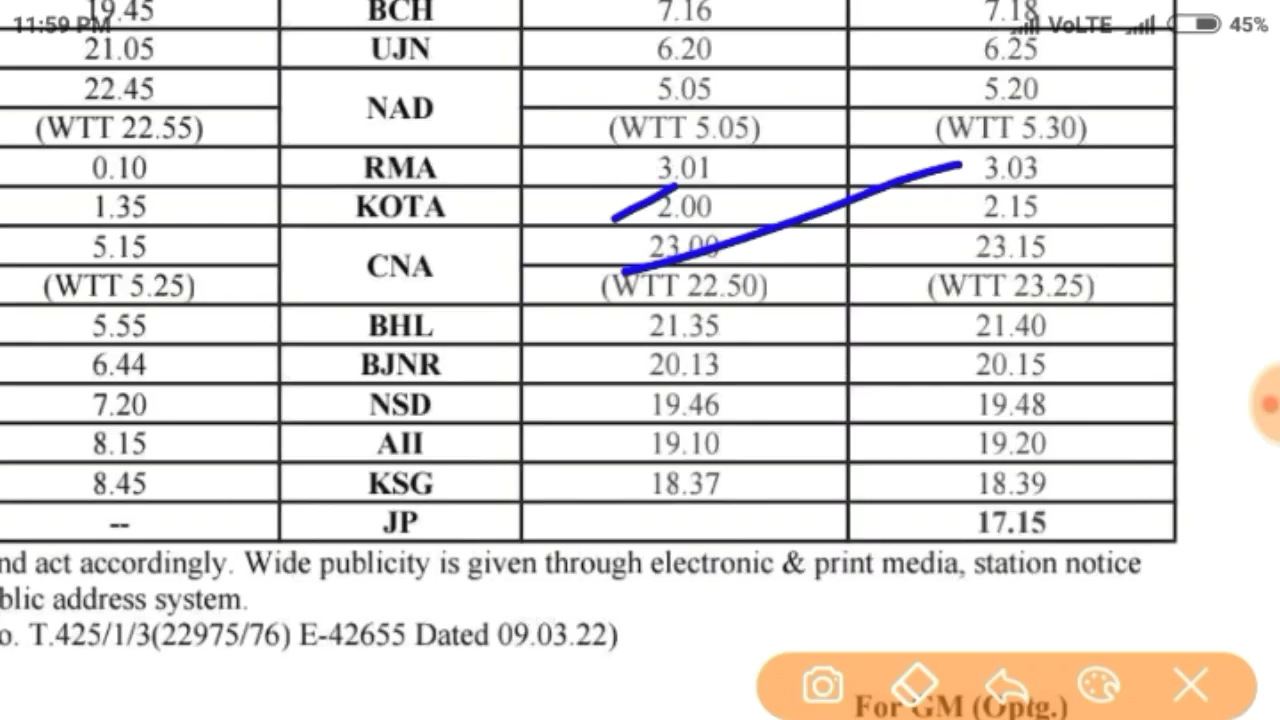 19.45 BCH 7.16 7.18
11:59 PM VoLTE 45%
21.05 UJN 6.20 6.25
22.45 NAD 5.05 5.20
(WTT 22.55) (WTT 5.05) (WTT 5.30)
0.10 RMA 3.01 3.03
1.35 KOTA 2.00 2.15
5.15 CNA 23.00 23.15
(WTT 5.25) (WTT 22.50) (WTT 23.25)
5.55 BHL 21.35 21.40
6.44 BJNR 20.13 20.15
7.20 NSD 19.46 19.48
8.15 AII 19.10 19.20
8.45 KSG 18.37 18.39
-- JP 17.15
nd act accordingly. Wide publicity is given through electronic & print media, station notice
blic address system.
o. T.425/1/3(22975/76) E-42655 Dated 09.03.22)
For GM (Optg.)